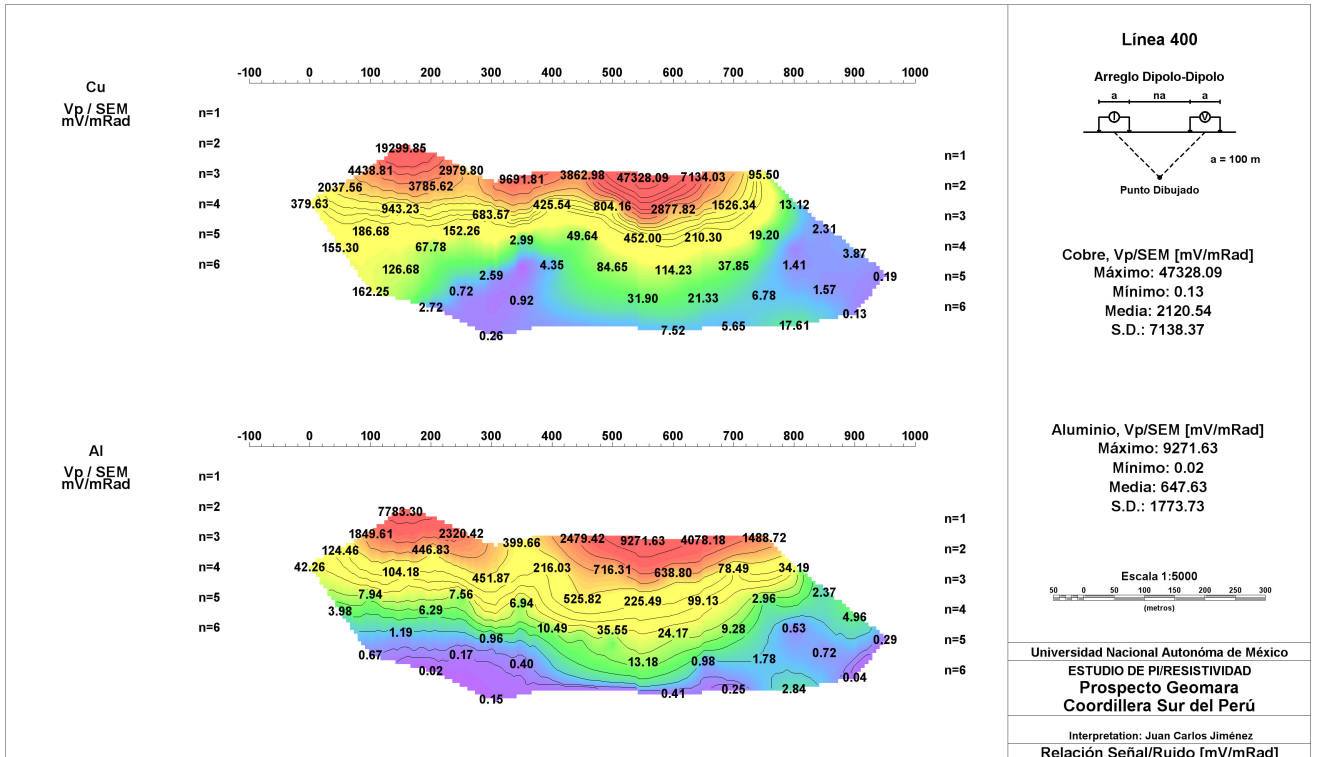 -100 0 100 200 300 400 500 600 700 800 900 1000
Cu
Vp / SEM
mV/mRad
n=1
n=2
n=3
n=4
n=5
n=6
n=1
n=2
n=3
n=4
n=5
n=6
19299.85
4438.81 2979.80 9691.81 3862.98 47328.09 7134.03 95.50
2037.56 3785.62
379.63 943.23 683.57 425.54 804.16 2877.82 1526.34 13.12
186.68 152.26 2.99 49.64 452.00 210.30 19.20 2.31
155.30 67.78 3.87
126.68 2.59 4.35 84.65 114.23 37.85 1.41 0.19
162.25 0.72 0.92 31.90 21.33 6.78 1.57
2.72 0.13
0.26 7.52 5.65 17.61
-100 0 100 200 300 400 500 600 700 800 900 1000
Al
Vp / SEM
mV/mRad
n=1
n=2
n=3
n=4
n=5
n=6
n=1
n=2
n=3
n=4
n=5
n=6
7783.30
1849.61 2320.42 399.66 2479.42 9271.63 4078.18 1488.72
124.46 446.83
42.26 104.18 451.87 216.03 716.31 638.80 78.49 34.19
7.94 7.56 6.94 525.82 225.49 99.13 2.96 2.37
3.98 6.29 4.96
1.19 0.96 10.49 35.55 24.17 9.28 0.53 0.29
0.67 0.17 0.40 13.18 0.98 1.78 0.72
0.02 0.04
0.15 0.41 0.25 2.84
Línea 400
Arreglo Dipolo-Dipolo
a na a
I V
a = 100 m
Punto Dibujado
Cobre, Vp/SEM [mV/mRad]
Máximo: 47328.09
Mínimo: 0.13
Media: 2120.54
S.D.: 7138.37
Aluminio, Vp/SEM [mV/mRad]
Máximo: 9271.63
Mínimo: 0.02
Media: 647.63
S.D.: 1773.73
Escala 1:5000
50 0 50 100 150 200 250 300
(metros)
Universidad Nacional Autonóma de México
ESTUDIO DE PI/RESISTIVIDAD
Prospecto Geomara
Coordillera Sur del Perú
Interpretation: Juan Carlos Jiménez
Relación Señal/Ruido [mV/mRad]